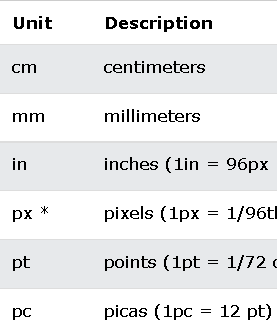 Unit Description
cm centimeters
mm millimeters
in inches (1in = 96px
px * pixels (1px = 1/96th
pt points (1pt = 1/72
pc picas (1pc = 12 pt)